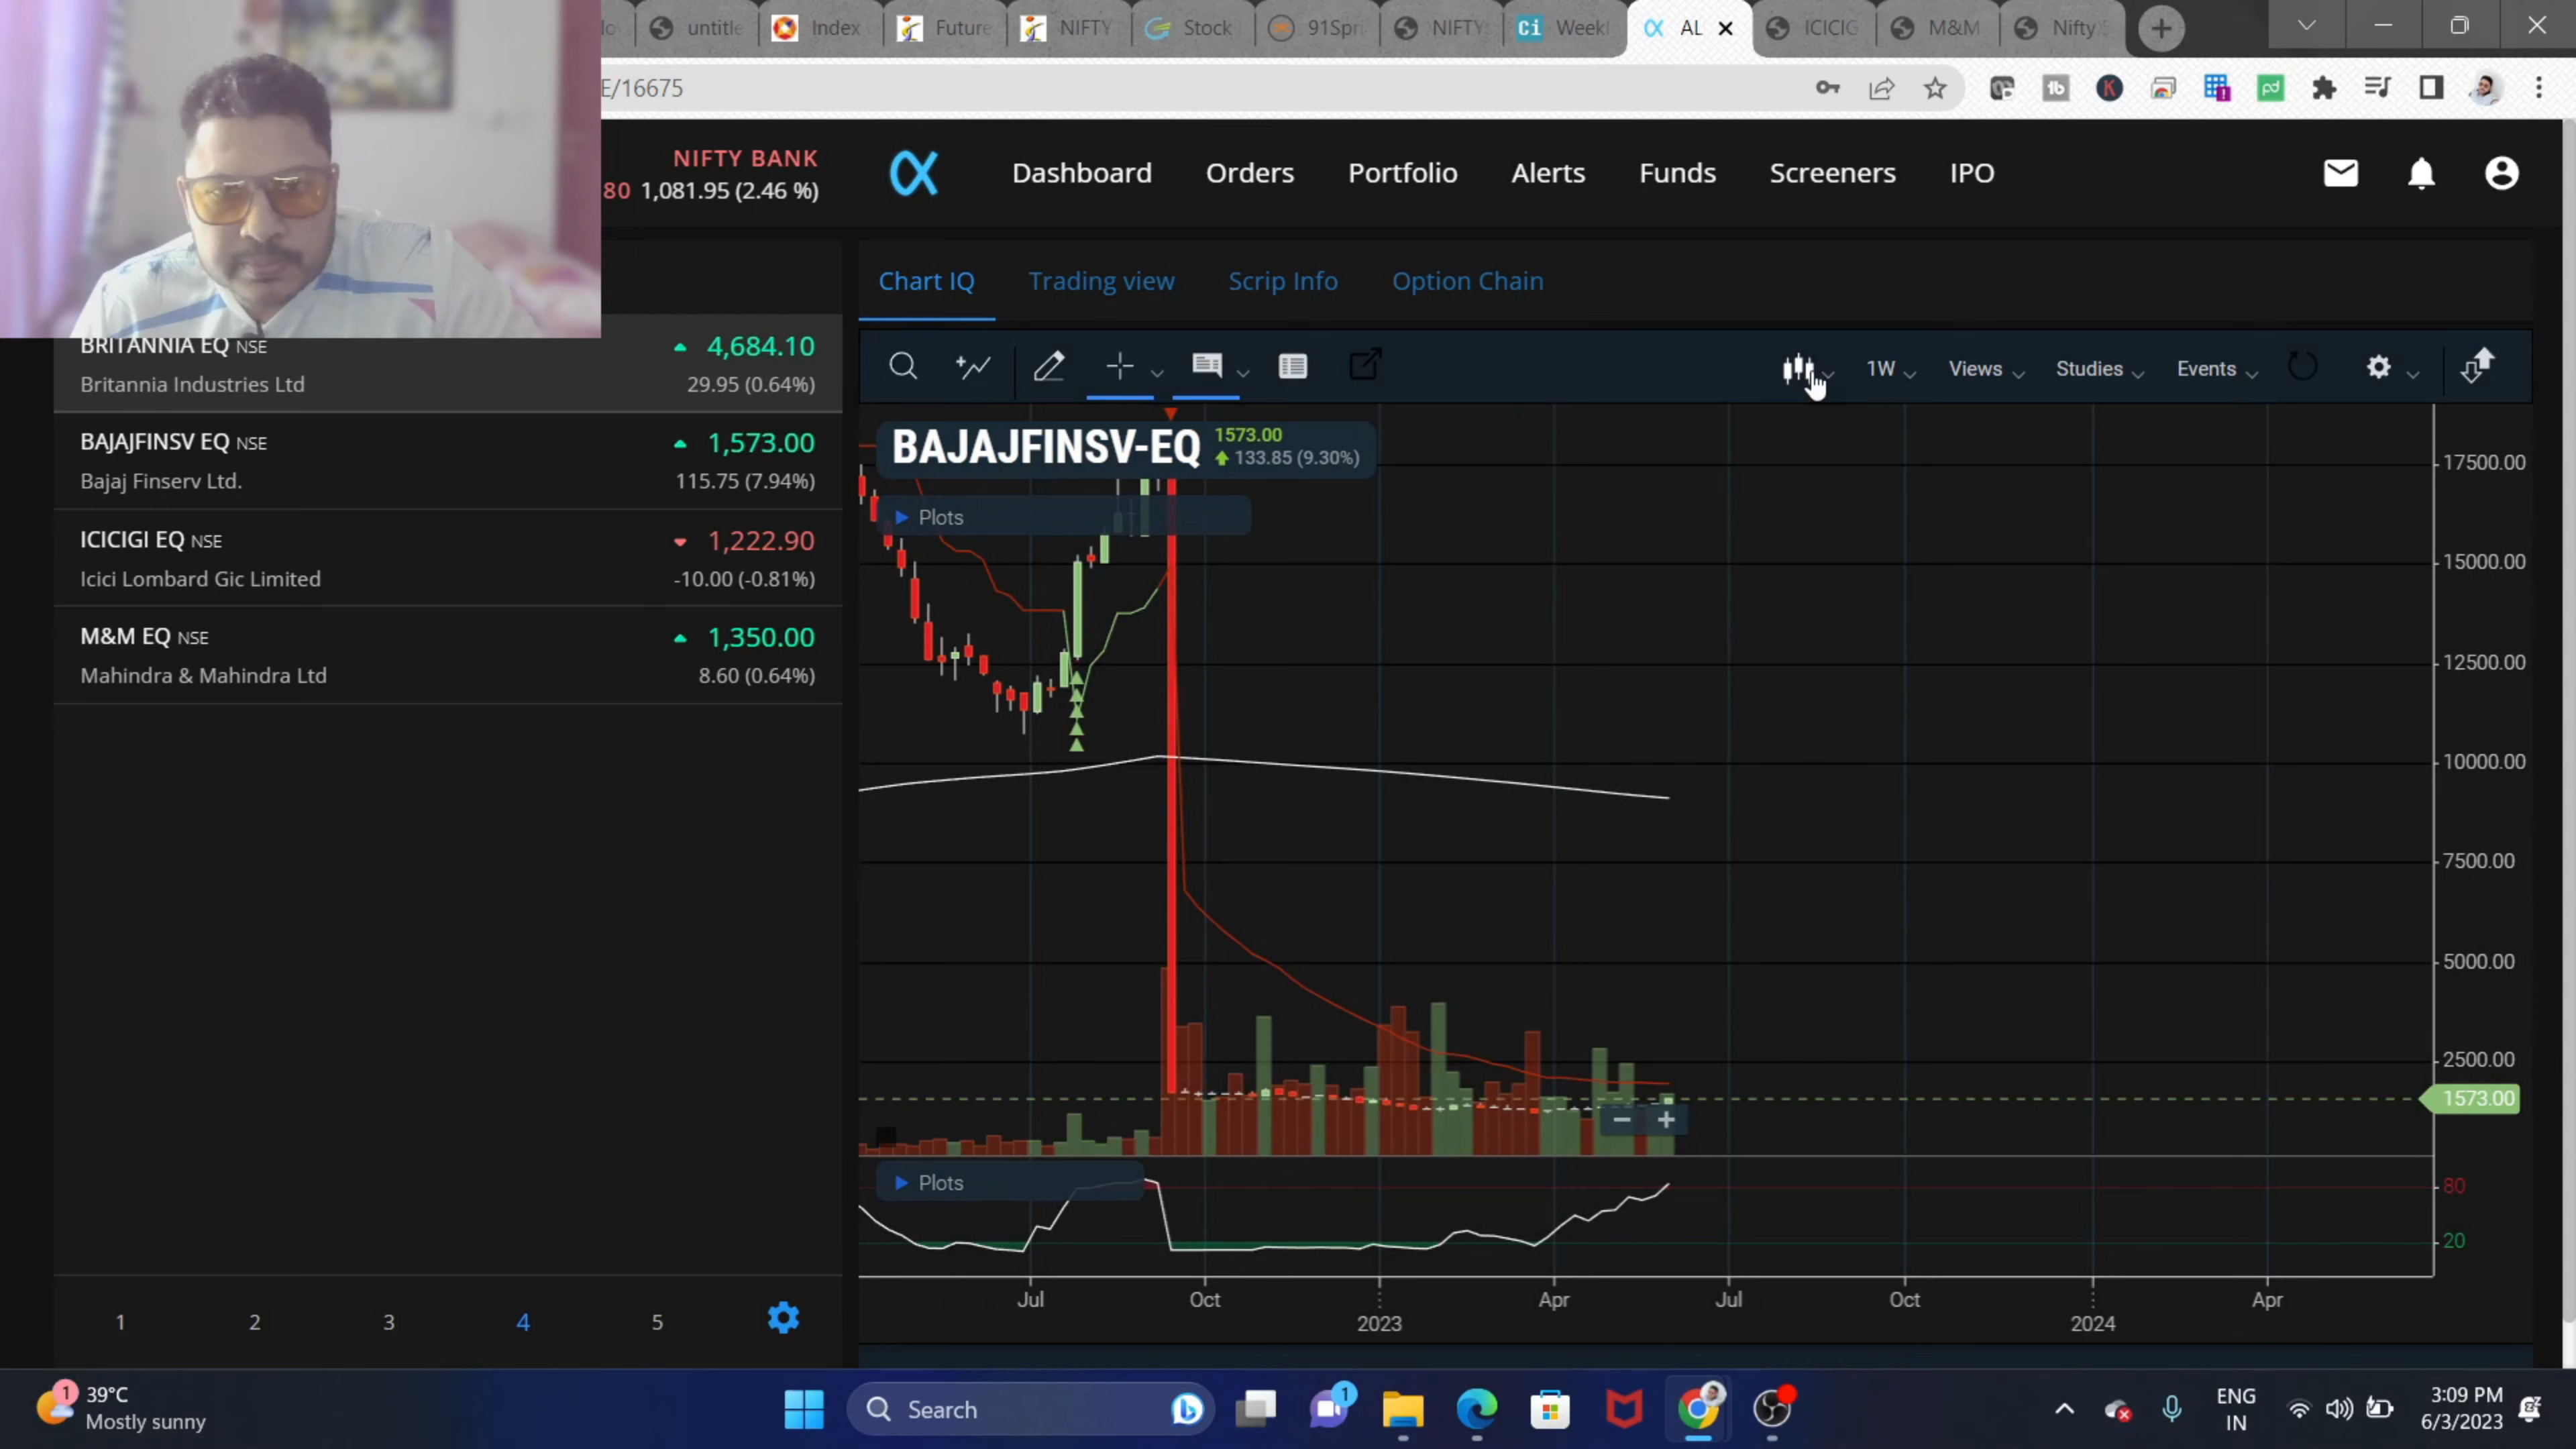 untitle
Index
Future
NIFTY
Stock
91Spri
NIFTY
Ci Weekl
AL
ICICIG
M&M
Nifty
E/16675
NIFTY BANK
80 1,081.95 (2.46 %)
Dashboard
Orders
Portfolio
Alerts
Funds
Screeners
IPO
Chart IQ
Trading view
Scrip Info
Option Chain
BRITANNIA EQ NSE
4,684.10
Britannia Industries Ltd
29.95 (0.64%)
BAJAJFINSV EQ NSE
1,573.00
Bajaj Finserv Ltd.
115.75 (7.94%)
ICICIGI EQ NSE
1,222.90
Icici Lombard Gic Limited
-10.00 (-0.81%)
M&M EQ NSE
1,350.00
Mahindra & Mahindra Ltd
8.60 (0.64%)
1 2 3 4 5
1W
Views
Studies
Events
BAJAJFINSV-EQ
1573.00
133.85 (9.30%)
Plots
17500.00
15000.00
12500.00
10000.00
7500.00
5000.00
2500.00
1573.00
Plots
80
20
Jul
Oct
2023
Apr
Jul
Oct
2024
Apr
1
39°C
Mostly sunny
Search
1
ENG
IN
3:09 PM
6/3/2023